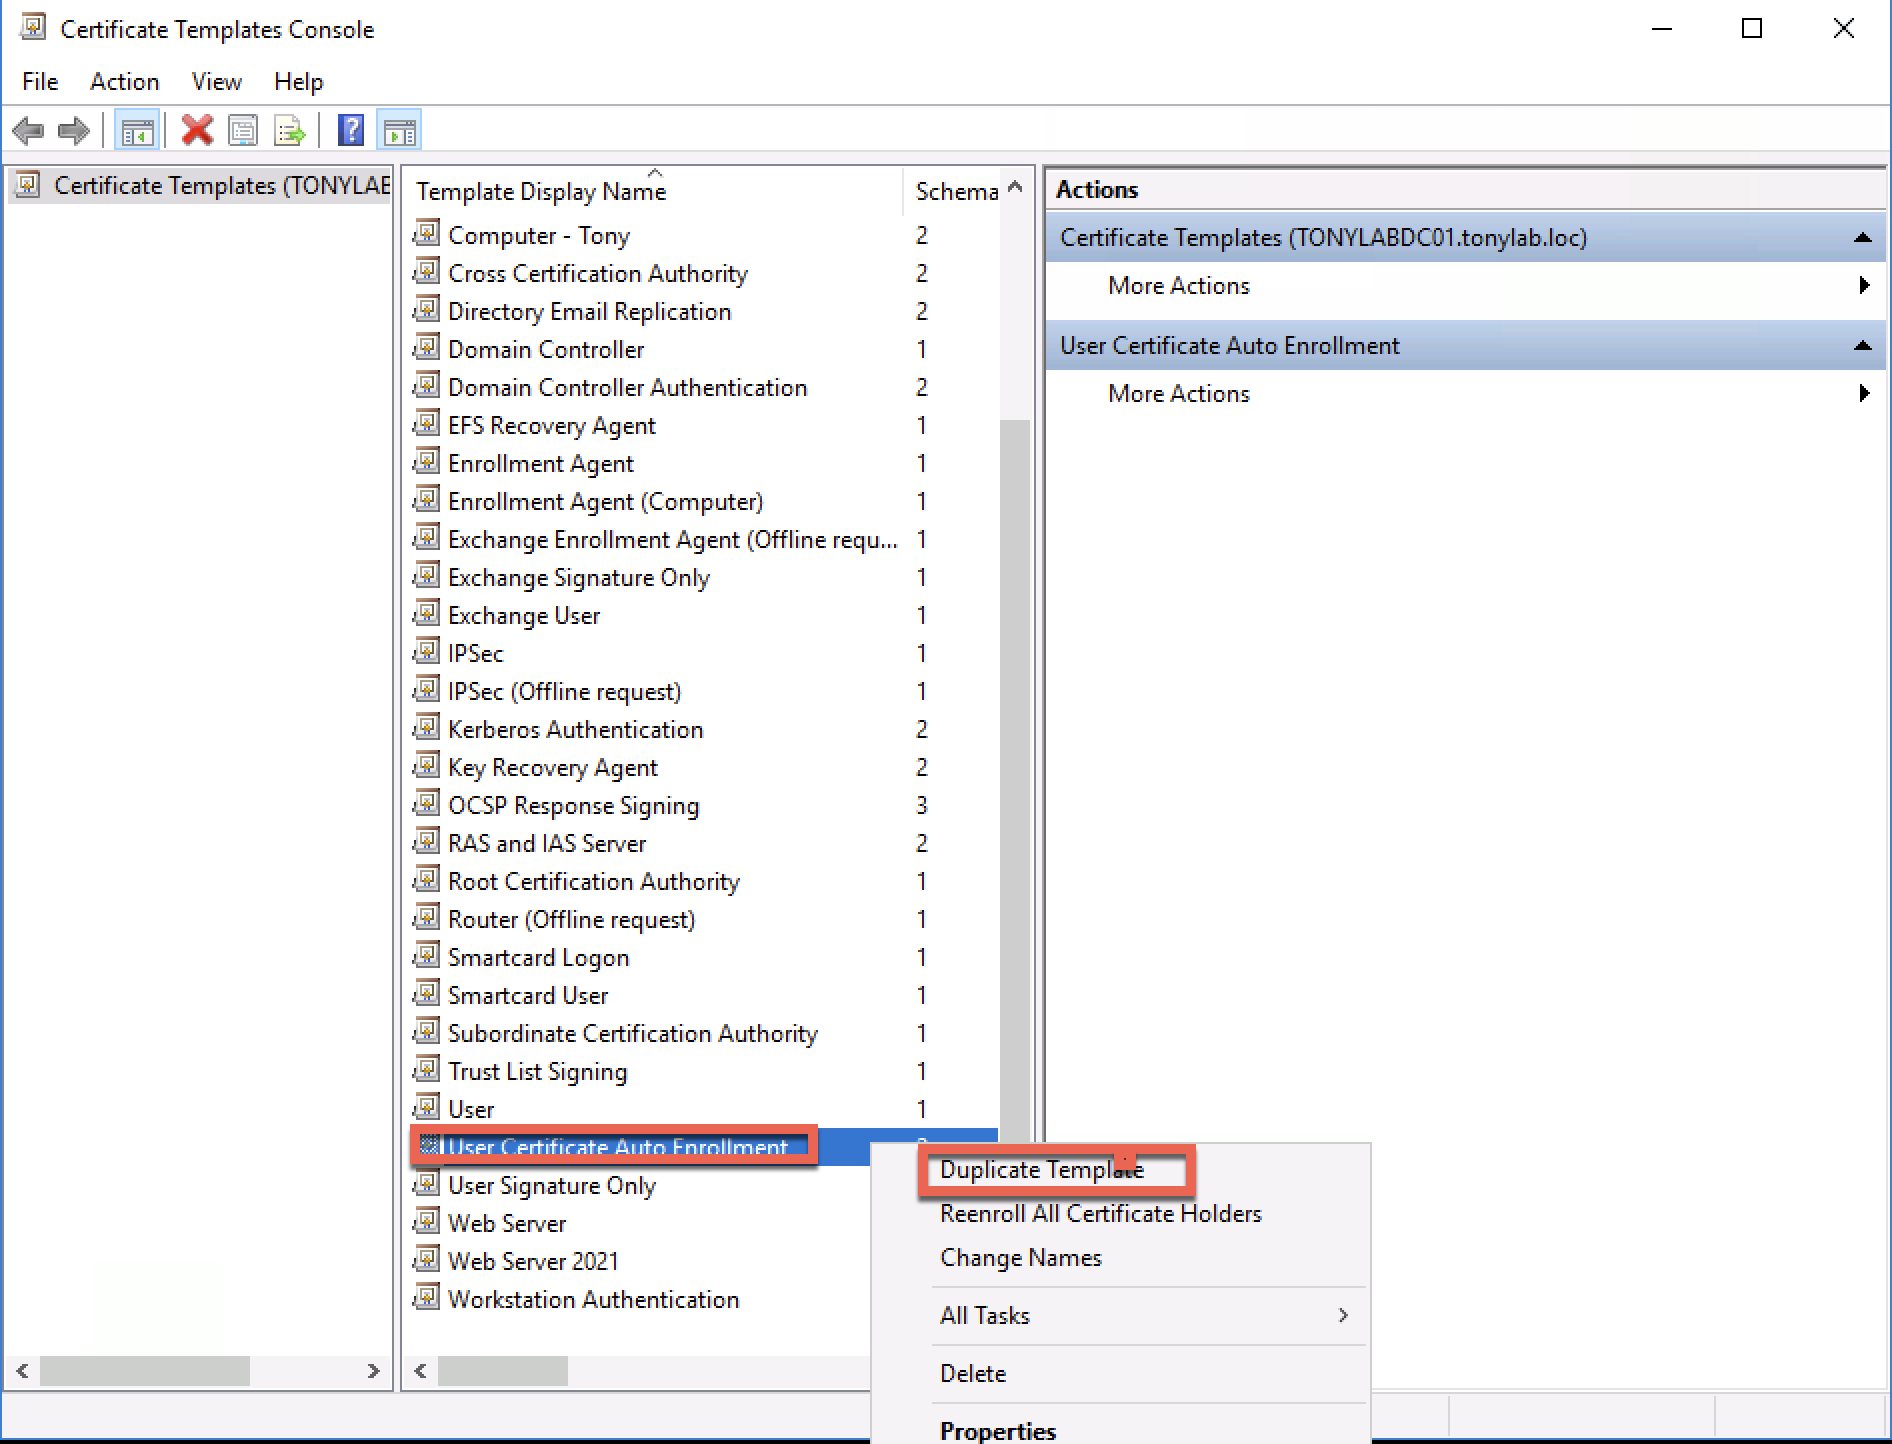 Certificate Templates Console
File Action View Help
Certificate Templates (TONYLAB
Template Display Name Schema
Computer - Tony 2
Cross Certification Authority 2
Directory Email Replication 2
Domain Controller 1
Domain Controller Authentication 2
EFS Recovery Agent 1
Enrollment Agent 1
Enrollment Agent (Computer) 1
Exchange Enrollment Agent (Offline requ... 1
Exchange Signature Only 1
Exchange User 1
IPSec 1
IPSec (Offline request) 1
Kerberos Authentication 2
Key Recovery Agent 2
OCSP Response Signing 3
RAS and IAS Server 2
Root Certification Authority 1
Router (Offline request) 1
Smartcard Logon 1
Smartcard User 1
Subordinate Certification Authority 1
Trust List Signing 1
User 1
User Certificate Auto Enrollment
User Signature Only
Web Server
Web Server 2021
Workstation Authentication
Actions
Certificate Templates (TONYLABDC01.tonylab.loc)
More Actions
User Certificate Auto Enrollment
More Actions
Duplicate Template
Reenroll All Certificate Holders
Change Names
All Tasks
Delete
Properties